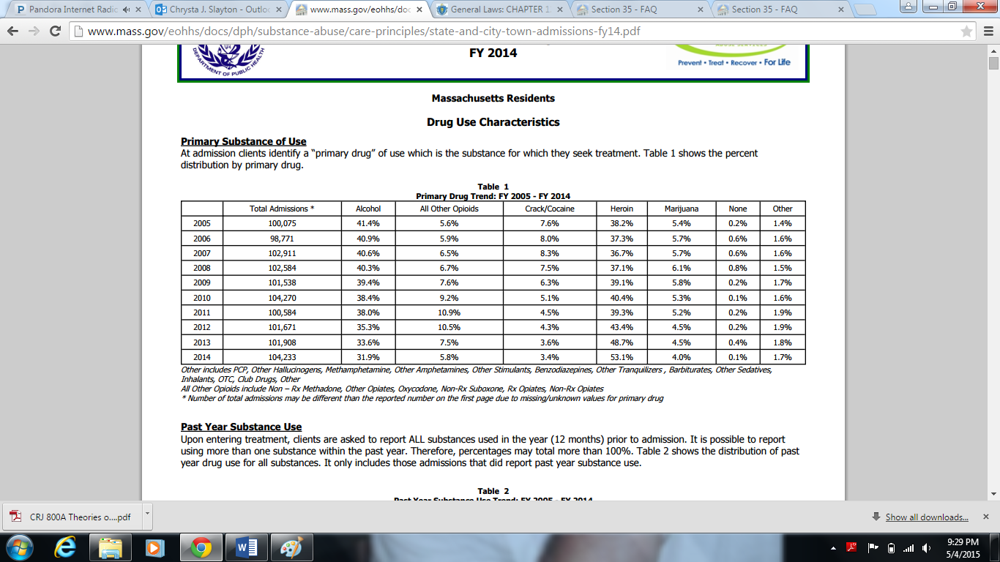 Pandora Internet Radio
Chrysta J. Slayton - Outlook
www.mass.gov/eohhs/doc
General Laws: CHAPTER 1
Section 35 - FAQ
Section 35 - FAQ
www.mass.gov/eohhs/docs/dph/substance-abuse/care-principles/state-and-city-town-admissions-fy14.pdf
DEPARTMENT OF PUBLIC HEALTH
FY 2014
Prevent • Treat • Recover • For Life
Massachusetts Residents
Drug Use Characteristics
Primary Substance of Use
At admission clients identify a “primary drug” of use which is the substance for which they seek treatment. Table 1 shows the percent
distribution by primary drug.
Table 1
Primary Drug Trend: FY 2005 - FY 2014
Total Admissions * Alcohol All Other Opioids Crack/Cocaine Heroin Marijuana None Other
2005 100,075 41.4% 5.6% 7.6% 38.2% 5.4% 0.2% 1.4%
2006 98,771 40.9% 5.9% 8.0% 37.3% 5.7% 0.6% 1.6%
2007 102,911 40.6% 6.5% 8.3% 36.7% 5.7% 0.6% 1.6%
2008 102,584 40.3% 6.7% 7.5% 37.1% 6.1% 0.8% 1.5%
2009 101,538 39.4% 7.6% 6.3% 39.1% 5.8% 0.2% 1.7%
2010 104,270 38.4% 9.2% 5.1% 40.4% 5.3% 0.1% 1.6%
2011 100,584 38.0% 10.9% 4.5% 39.3% 5.2% 0.2% 1.9%
2012 101,671 35.3% 10.5% 4.3% 43.4% 4.5% 0.2% 1.9%
2013 101,908 33.6% 7.5% 3.6% 48.7% 4.5% 0.4% 1.8%
2014 104,233 31.9% 5.8% 3.4% 53.1% 4.0% 0.1% 1.7%
Other includes PCP, Other Hallucinogens, Methamphetamine, Other Amphetamines, Other Stimulants, Benzodiazepines, Other Tranquilizers , Barbiturates, Other Sedatives,
Inhalants, OTC, Club Drugs, Other
All Other Opioids include Non – Rx Methadone, Other Opiates, Oxycodone, Non-Rx Suboxone, Rx Opiates, Non-Rx Opiates
* Number of total admissions may be different than the reported number on the first page due to missing/unknown values for primary drug
Past Year Substance Use
Upon entering treatment, clients are asked to report ALL substances used in the year (12 months) prior to admission. It is possible to report
using more than one substance within the past year. Therefore, percentages may total more than 100%. Table 2 shows the distribution of past
year drug use for all substances. It only includes those admissions that did report past year substance use.
Table 2
Past Year Substance Use Trend: FY 2005 - FY 2014
CRJ 800A Theories o....pdf
Show all downloads...
9:29 PM
5/4/2015